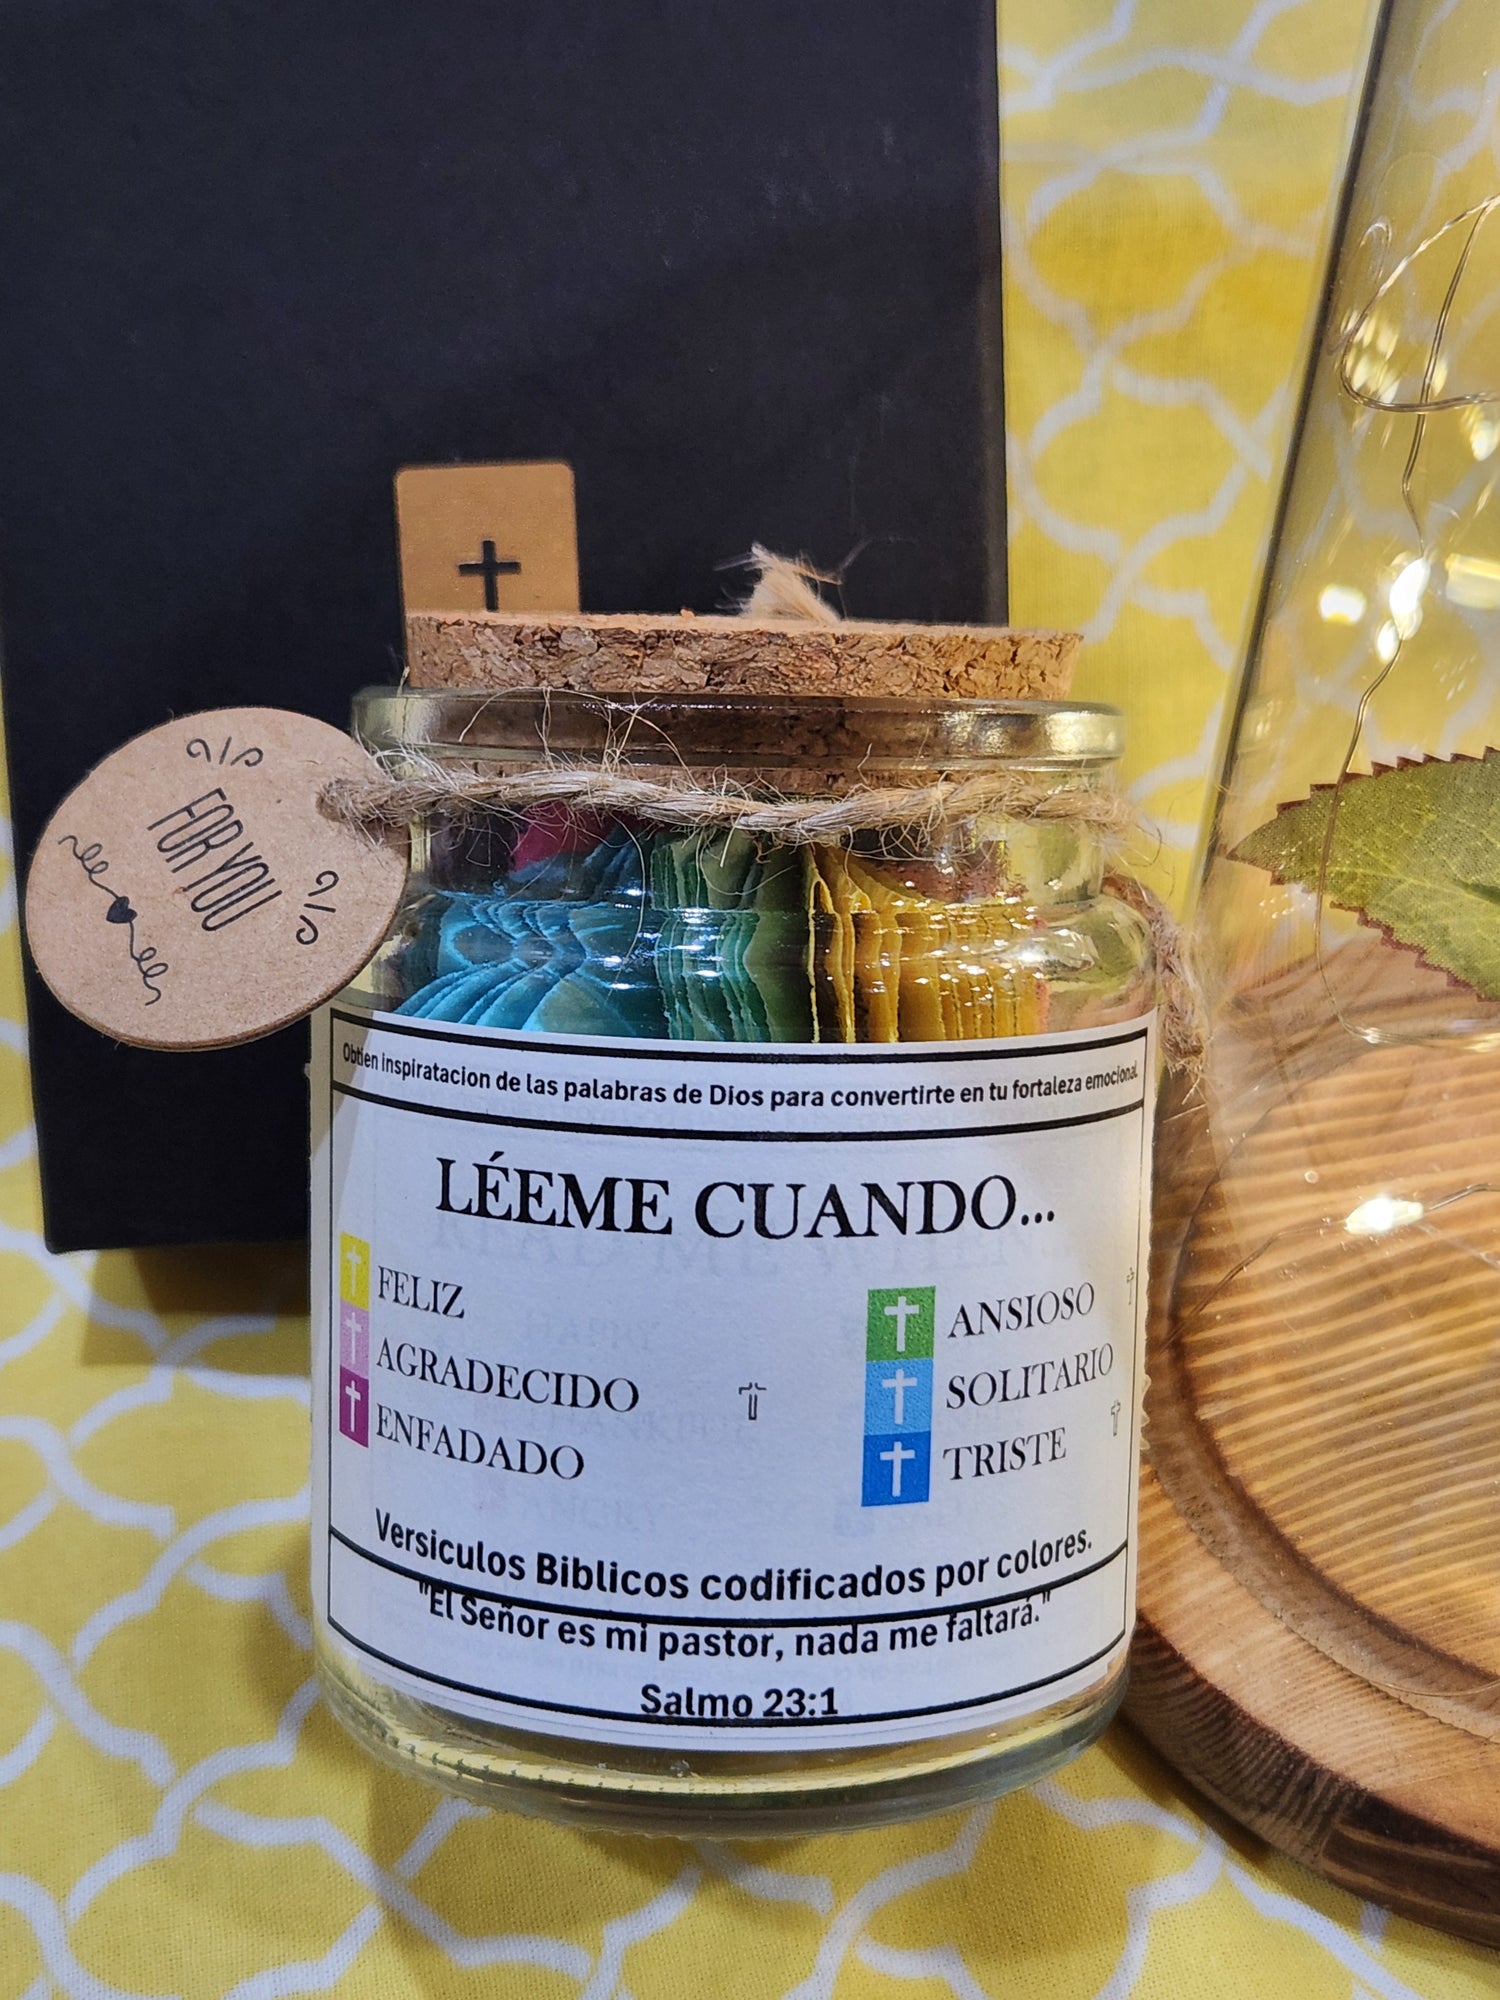 FOR YOU
Obtien inspiratacion de las palabras de Dios para convertirte en tu fortaleza emocional.
LÉEME CUANDO...
FELIZ
AGRADECIDO
ENFADADO
ANSIOSO
SOLITARIO
TRISTE
Versiculos Biblicos codificados por colores.
"El Señor es mi pastor, nada me faltará."
Salmo 23:1